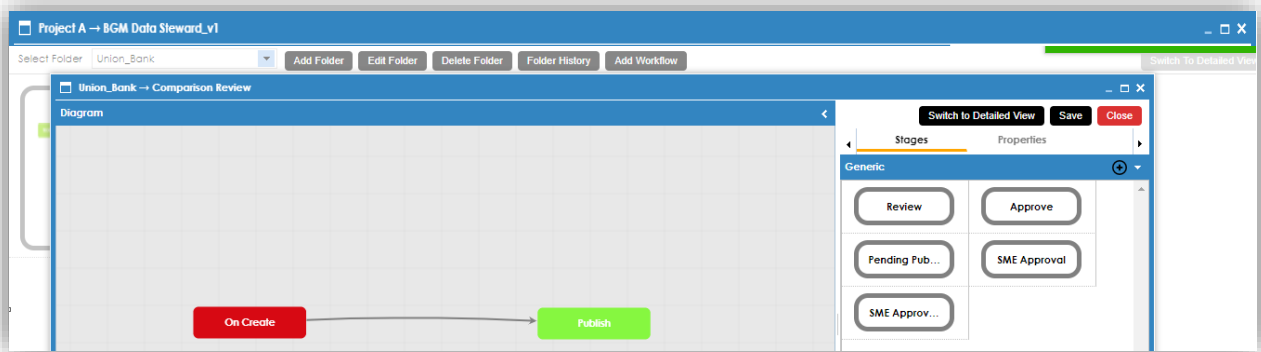 Project A → BGM Data Steward_v1
Select Folder Union_Bank Add Folder Edit Folder Delete Folder Folder History Add Workflow Switch To Detailed View
Union_Bank → Comparison Review
Diagram
Switch to Detailed View Save Close
Stages Properties
Generic
Review Approve
Pending Pub... SME Approval
SME Approv...
On Create Publish